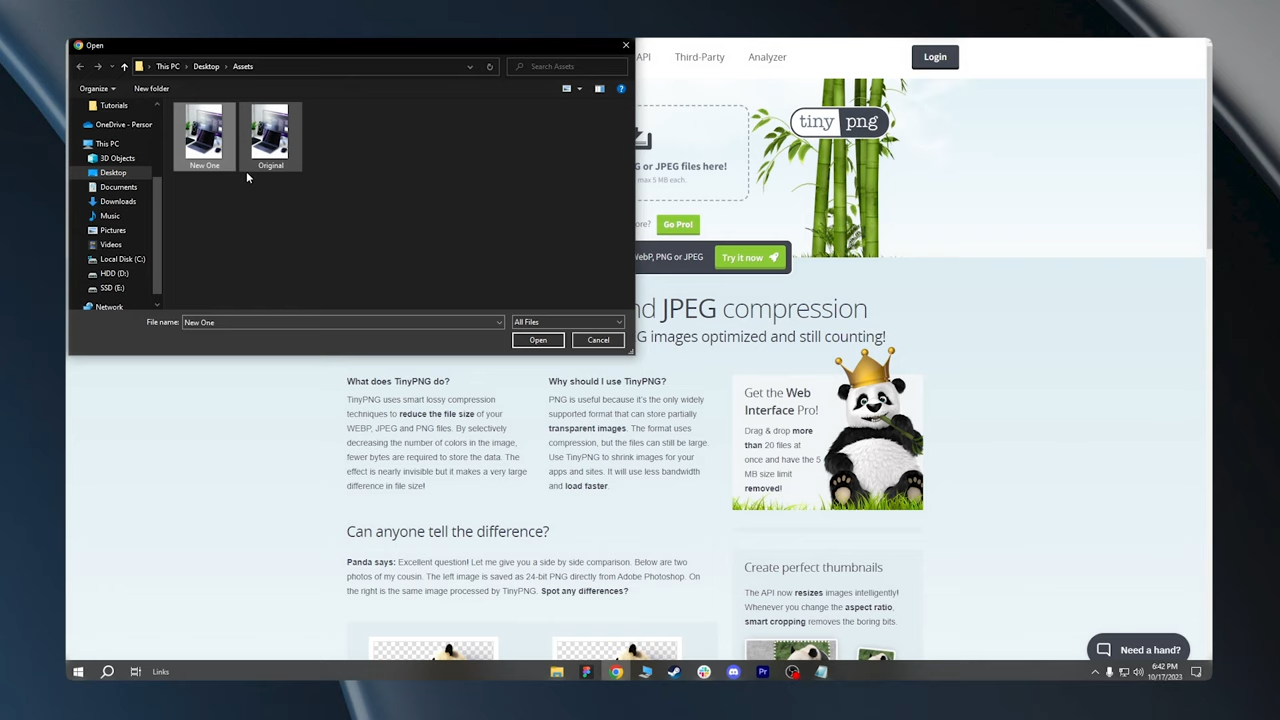 Open
This PC
Desktop
Assets
Search Assets
Organize
New folder
Tutorials
OneDrive - Person
This PC
3D Objects
Desktop
Documents
Downloads
Music
Pictures
Videos
Local Disk (C:)
HDD (D:)
SSD (E:)
Network
New One
Original
File name:
New One
All Files
Open
Cancel
API
Third-Party
Analyzer
Login
tiny png
G or JPEG files here!
max 5 MB each.
ore?
Go Pro!
WebP, PNG or JPEG
Try it now
nd JPEG compression
G images optimized and still counting!
What does TinyPNG do?
TinyPNG uses smart lossy compression
techniques to reduce the file size of your
WEBP, JPEG and PNG files. By selectively
decreasing the number of colors in the image,
fewer bytes are required to store the data. The
effect is nearly invisible but it makes a very large
difference in file size!
Why should I use TinyPNG?
PNG is useful because it's the only widely
supported format that can store partially
transparent images. The format uses
compression, but the files can still be large.
Use TinyPNG to shrink images for your
apps and sites. It will use less bandwidth
and load faster.
Get the Web
Interface Pro!
Drag & drop more
than 20 files at
once and have the 5
MB size limit
removed!
Can anyone tell the difference?
Panda says: Excellent question! Let me give you a side by side comparison. Below are two
photos of my cousin. The left image is saved as 24-bit PNG directly from Adobe Photoshop. On
the right is the same image processed by TinyPNG. Spot any differences?
Create perfect thumbnails
The API now resizes images intelligently!
Whenever you change the aspect ratio,
smart cropping removes the boring bits.
Need a hand?
Links
Pr
6:42 PM
10/17/2023